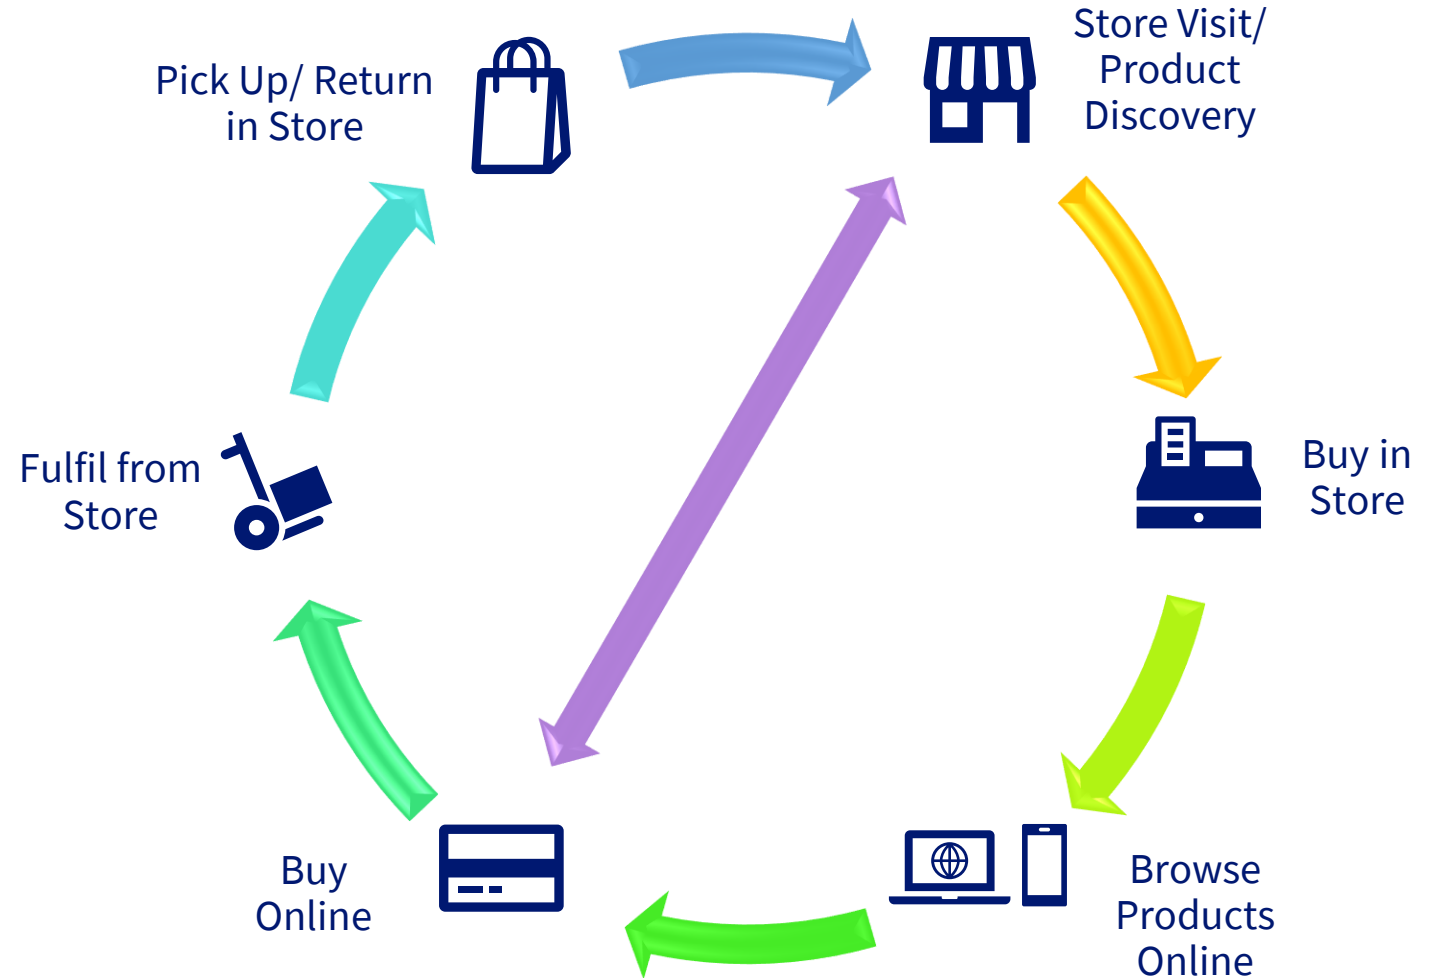 Store Visit/
Product
Discovery
Pick Up/ Return
in Store
Buy in
Store
Fulfil from
Store
Browse
Products
Online
Buy
Online